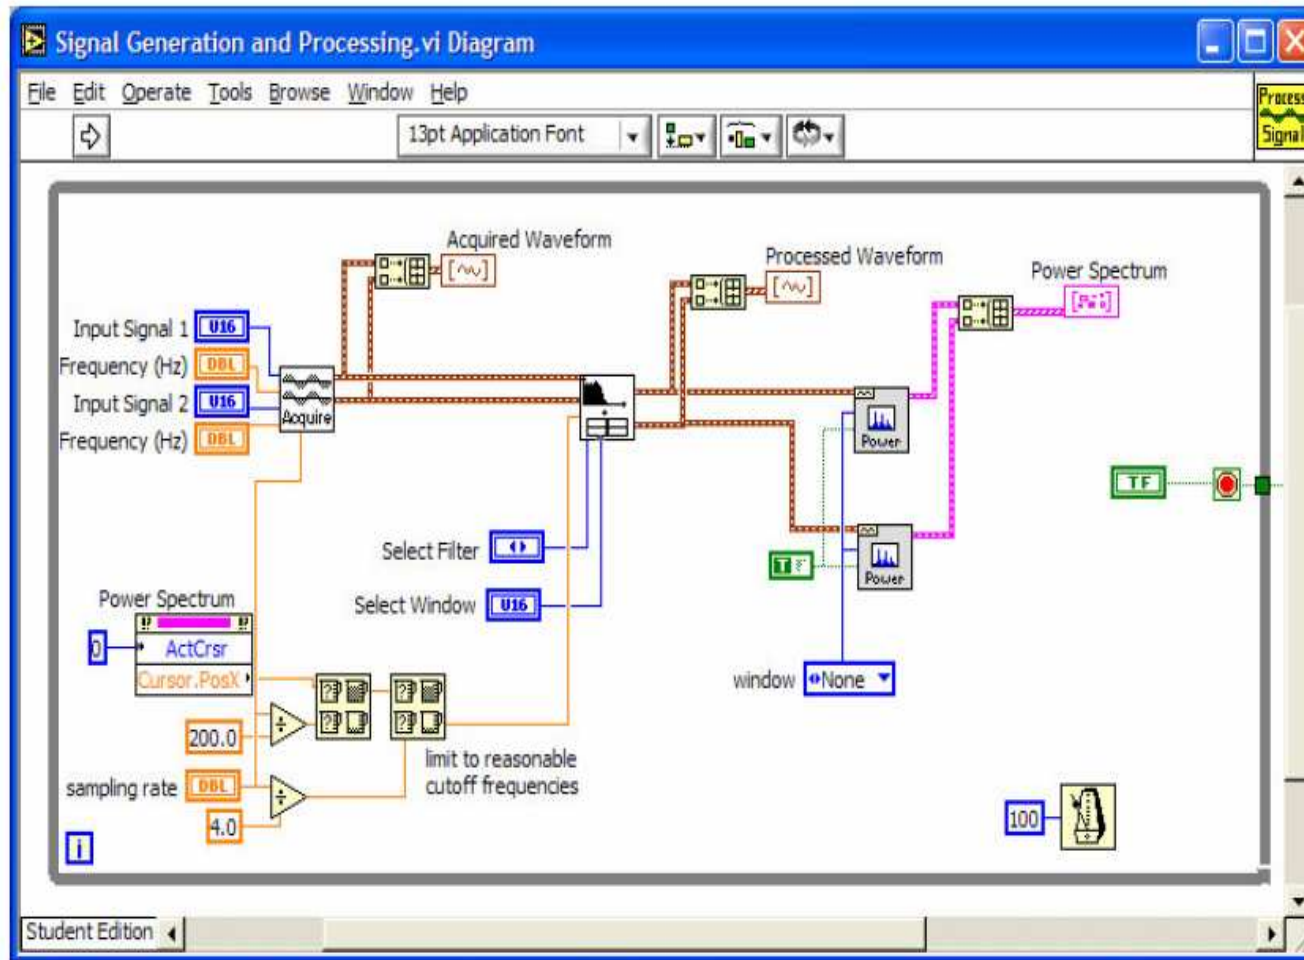 Signal Generation and Processing.vi Diagram
File Edit Operate Tools Browse Window Help
13pt Application Font
Process
Signal
Acquired Waveform
Processed Waveform
Power Spectrum
Input Signal 1 U16
Frequency (Hz) DBL
Input Signal 2 U16
Frequency (Hz) DBL
Acquire
Power
TF
Select Filter
T F
Power
Select Window U16
Power Spectrum
!? !?
0 ActCrsr
Cursor.PosX
window None
200.0
limit to reasonable
cutoff frequencies
sampling rate DBL
4.0
100
i
Student Edition